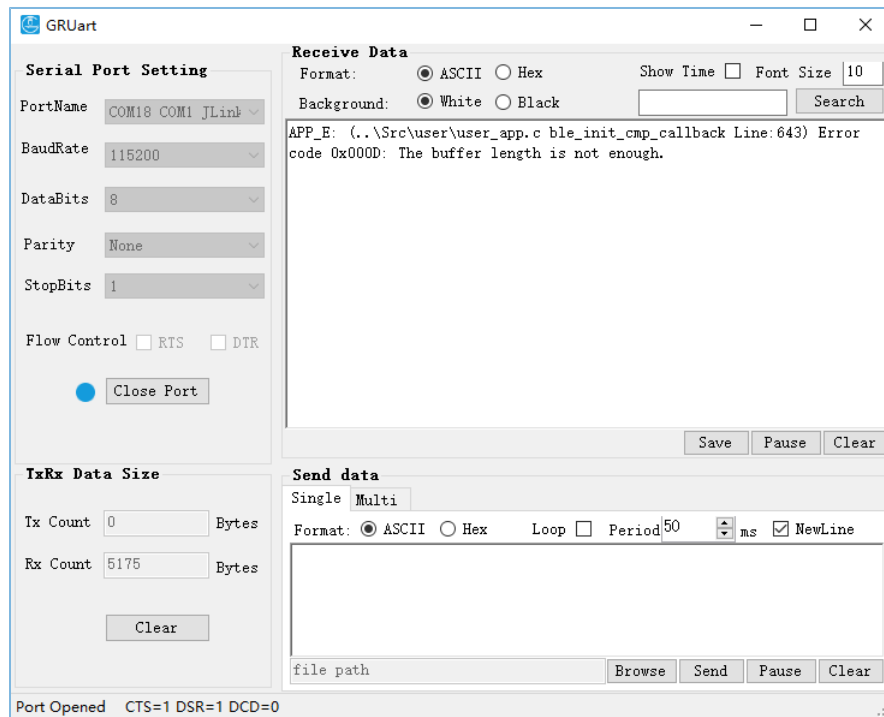 GRUart
Serial Port Setting
PortName COM18 COM1 JLink
BaudRate 115200
DataBits 8
Parity None
StopBits 1
Flow Control RTS DTR
Close Port
TxRx Data Size
Tx Count 0 Bytes
Rx Count 5175 Bytes
Clear
Receive Data
Format: ASCII Hex Show Time Font Size 10
Background: White Black Search
APP_E: (..\Src\user\user_app.c ble_init_cmp_callback Line:643) Error
code 0x000D: The buffer length is not enough.
Save Pause Clear
Send data
Single Multi
Format: ASCII Hex Loop Period 50 ms NewLine
file path Browse Send Pause Clear
Port Opened CTS=1 DSR=1 DCD=0